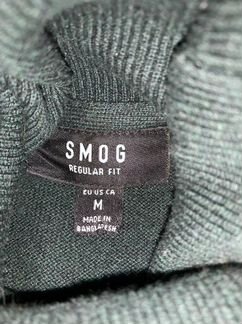 SMOG
REGULAR FIT
EU US CA
M
MADE IN
BANGLADESH